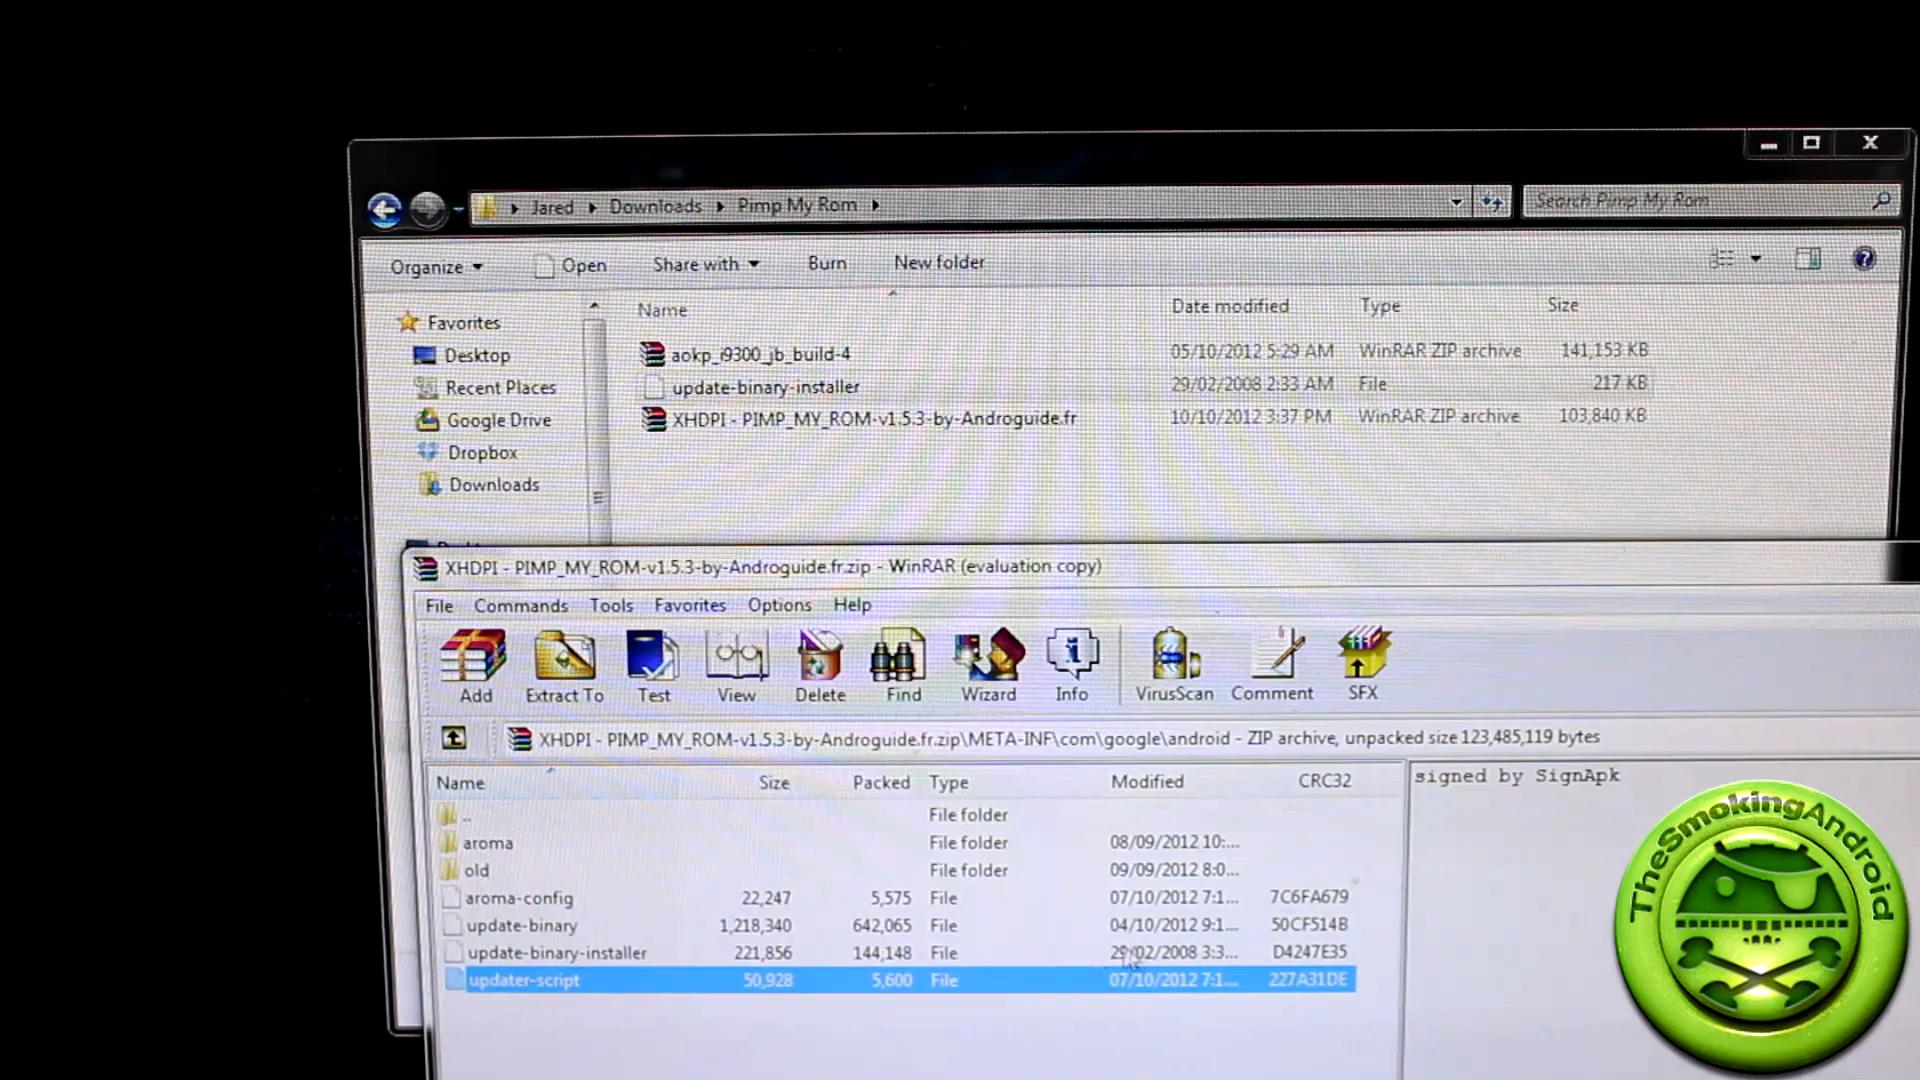 Jared Downloads Pimp My Rom
Search Pimp My Rom
Organize Open Share with Burn New folder
Name Date modified Type Size
Favorites
Desktop
Recent Places
Google Drive
Dropbox
Downloads
aokp_i9300_jb_build-4 05/10/2012 5:29 AM WinRAR ZIP archive 141,153 KB
update-binary-installer 29/02/2008 2:33 AM File 217 KB
XHDPI - PIMP_MY_ROM-v1.5.3-by-Androguide.fr 10/10/2012 3:37 PM WinRAR ZIP archive 103,840 KB
XHDPI - PIMP_MY_ROM-v1.5.3-by-Androguide.fr.zip - WinRAR (evaluation copy)
File Commands Tools Favorites Options Help
Add Extract To Test View Delete Find Wizard Info VirusScan Comment SFX
XHDPI - PIMP_MY_ROM-v1.5.3-by-Androguide.fr.zip\META-INF\com\google\android - ZIP archive, unpacked size 123,485,119 bytes
Name Size Packed Type Modified CRC32
.. File folder
aroma File folder 08/09/2012 10:...
old File folder 09/09/2012 8:0...
aroma-config 22,247 5,575 File 07/10/2012 7:1... 7C6FA679
update-binary 1,218,340 642,065 File 04/10/2012 9:1... 50CF514B
update-binary-installer 221,856 144,148 File 29/02/2008 3:3... D4247E35
updater-script 50,928 5,600 File 07/10/2012 7:1... 227A31DE
signed by SignApk
TheSmokingAndroid